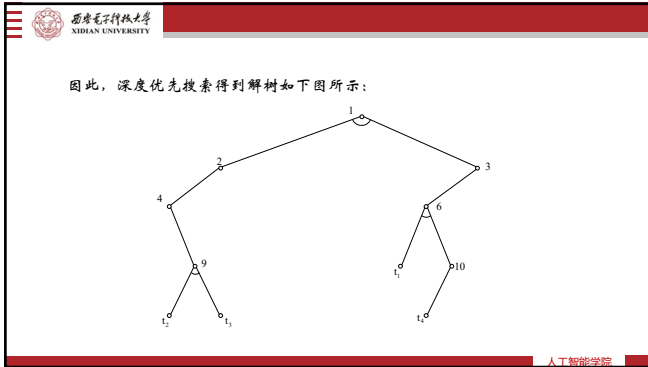 西安电子科技大学
XIDIAN UNIVERSITY
因此，深度优先搜索得到解树如下图所示：
1
2
3
4
6
9
t₁
10
t₂
t₃
t₄
人工智能学院